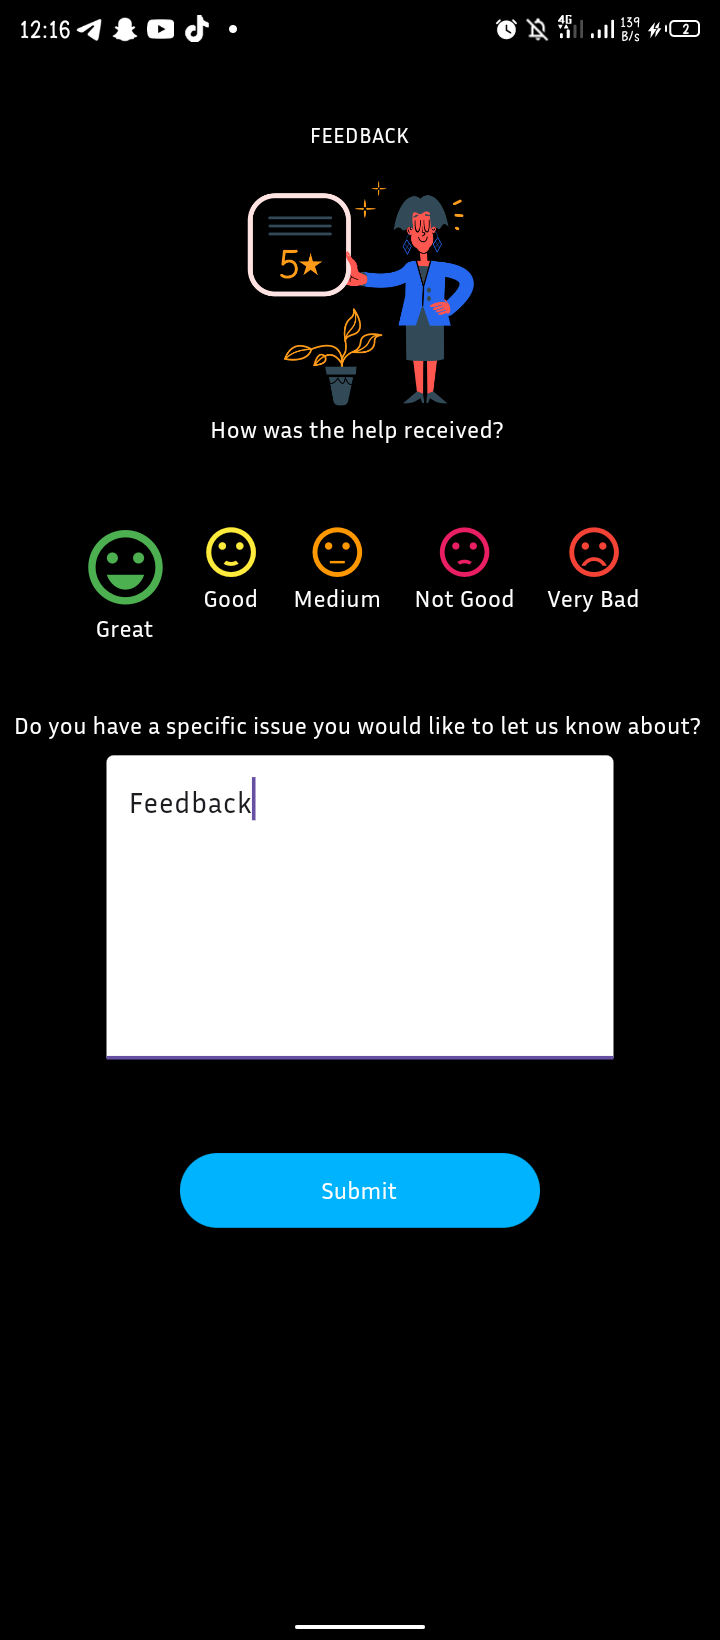 12:16 4G 139 B/s 2
FEEDBACK
5★
How was the help received?
Great Good Medium Not Good Very Bad
Do you have a specific issue you would like to let us know about?
Feedback
Submit